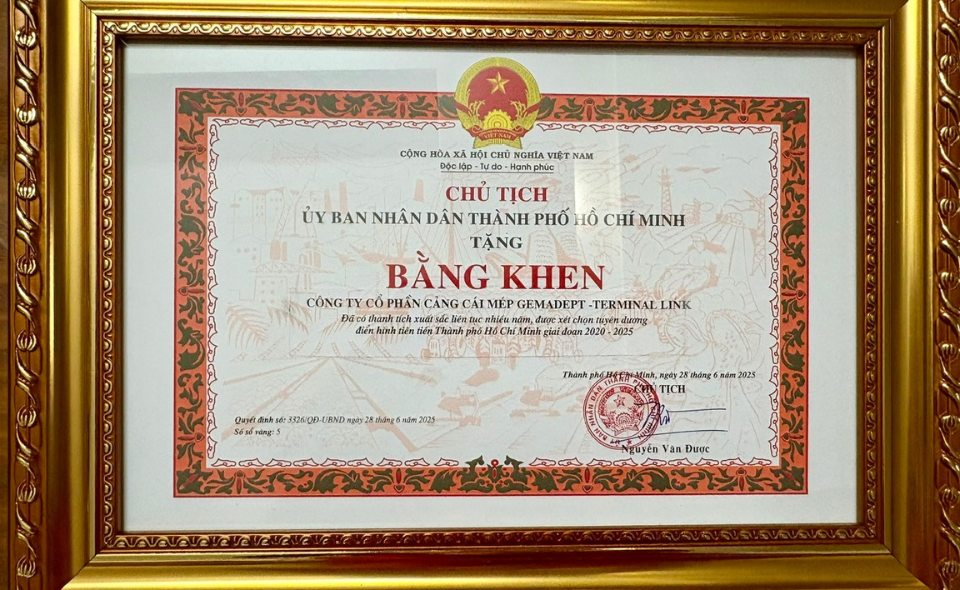 VIỆT NAM
CỘNG HÒA XÃ HỘI CHỦ NGHĨA VIỆT NAM
Độc lập - Tự do - Hạnh phúc
CHỦ TỊCH
ỦY BAN NHÂN DÂN THÀNH PHỐ HỒ CHÍ MINH
TẶNG
BẰNG KHEN
CÔNG TY CỔ PHẦN CẢNG CÁI MÉP GEMADEPT -TERMINAL LINK
Đã có thành tích xuất sắc liên tục nhiều năm, được xét chọn tuyên dương
điển hình tiên tiến Thành phố Hồ Chí Minh giai đoạn 2020 - 2025
Thành phố Hồ Chí Minh, ngày 28 tháng 6 năm 2025
CHỦ TỊCH
Quyết định số: 3326/QĐ-UBND ngày 28 tháng 6 năm 2025
Số sổ vàng: 5
Nguyễn Văn Được